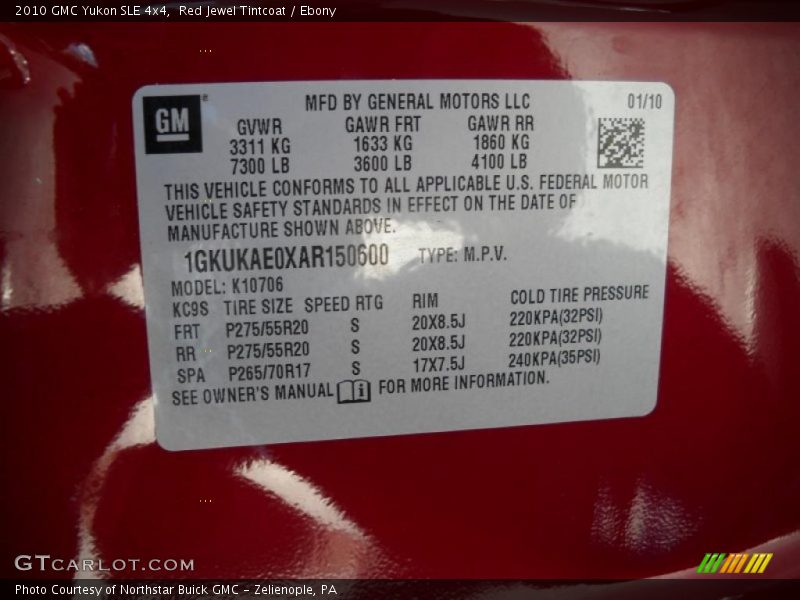 2010 GMC Yukon SLE 4x4,  Red Jewel Tintcoat / Ebony
GM ®
MFD BY GENERAL MOTORS LLC 01/10
GVWR GAWR FRT GAWR RR
3311 KG 1633 KG 1860 KG
7300 LB 3600 LB 4100 LB
THIS VEHICLE CONFORMS TO ALL APPLICABLE U.S. FEDERAL MOTOR
VEHICLE SAFETY STANDARDS IN EFFECT ON THE DATE OF
MANUFACTURE SHOWN ABOVE.
1GKUKAE0XAR150600 TYPE: M.P.V.
MODEL: K10706
KC9S TIRE SIZE SPEED RTG RIM COLD TIRE PRESSURE
FRT P275/55R20 S 20X8.5J 220KPA(32PSI)
RR P275/55R20 S 20X8.5J 220KPA(32PSI)
SPA P265/70R17 S 17X7.5J 240KPA(35PSI)
SEE OWNER'S MANUAL i FOR MORE INFORMATION.
GTCARLOT.COM
Photo Courtesy of Northstar Buick GMC - Zelienople, PA